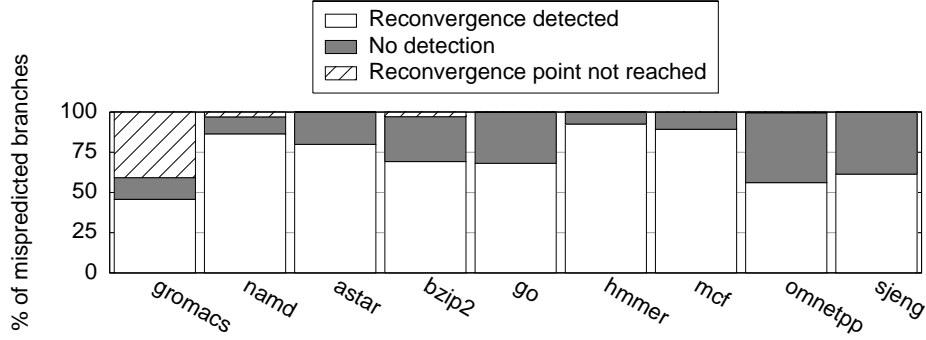 Reconvergence detected
No detection
Reconvergence point not reached
% of mispredicted branches
100
75
50
25
0
gromacs
namd
astar
bzip2
go
hmmer
mcf
omnetpp
sjeng